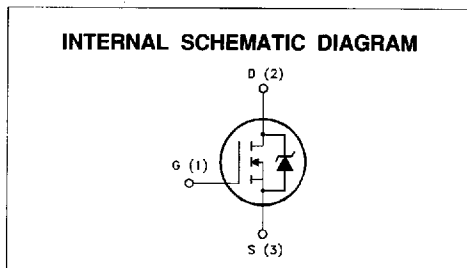 INTERNAL SCHEMATIC DIAGRAM
D (2)
G (1)
S (3)